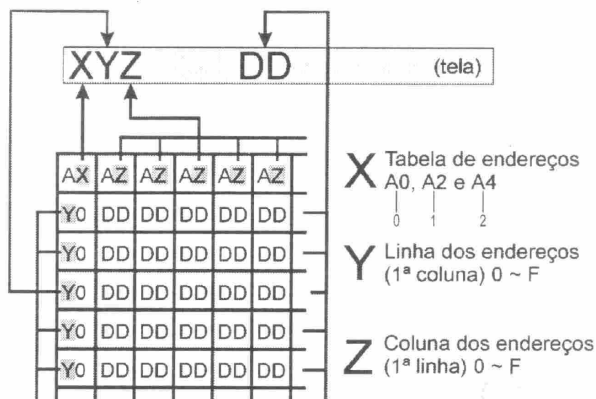 XYZ DD (tela)
AX AZ AZ AZ AZ AZ
Y0 DD DD DD DD DD
Y0 DD DD DD DD DD
Y0 DD DD DD DD DD
Y0 DD DD DD DD DD
Y0 DD DD DD DD DD
X Tabela de endereços
A0, A2 e A4
0 1 2
Y Linha dos endereços
(1ª coluna) 0 ~ F
Z Coluna dos endereços
(1ª linha) 0 ~ F